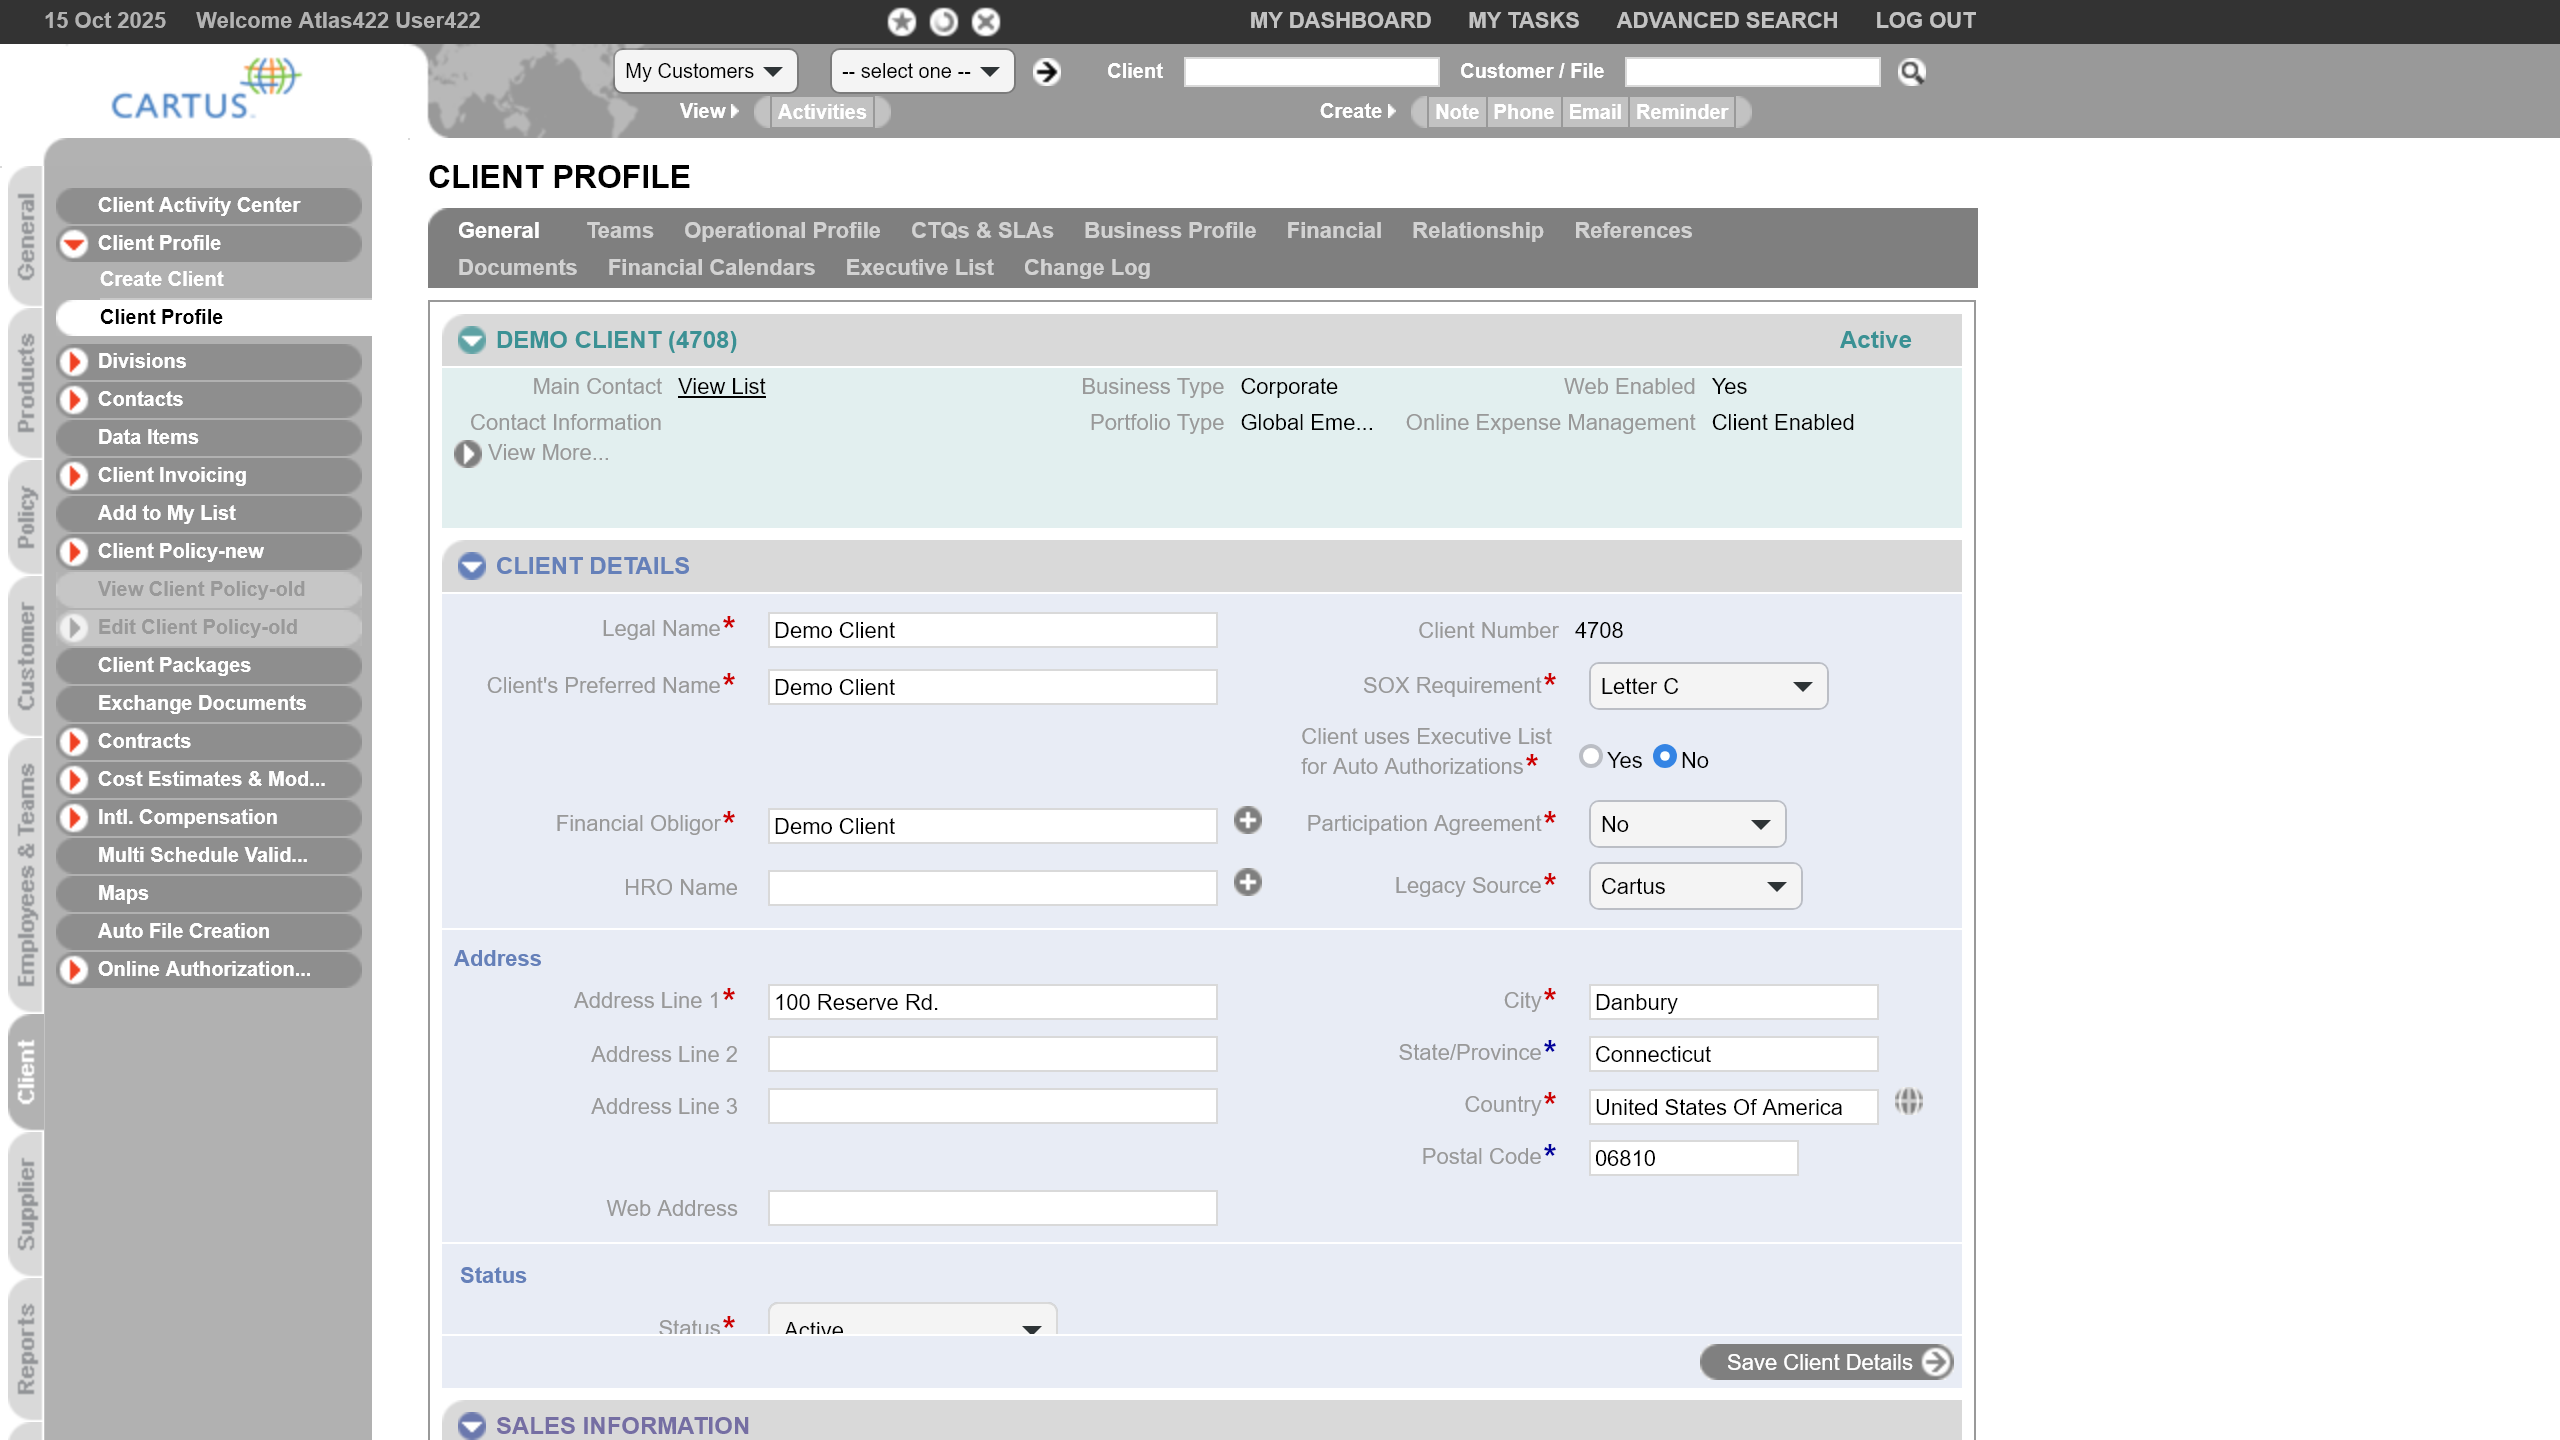 15 Oct 2025 Welcome Atlas422 User422 MY DASHBOARD MY TASKS ADVANCED SEARCH LOG OUT
CARTUS
My Customers -- select one -- Client Customer / File
View Activities Create Note Phone Email Reminder
General
Products
Policy
Customer
Employees & Teams
Client
Supplier
Reports
Client Activity Center
Client Profile
Create Client
Client Profile
Divisions
Contacts
Data Items
Client Invoicing
Add to My List
Client Policy-new
View Client Policy-old
Edit Client Policy-old
Client Packages
Exchange Documents
Contracts
Cost Estimates & Mod...
Intl. Compensation
Multi Schedule Valid...
Maps
Auto File Creation
Online Authorization...
CLIENT PROFILE
General Teams Operational Profile CTQs & SLAs Business Profile Financial Relationship References
Documents Financial Calendars Executive List Change Log
DEMO CLIENT (4708) Active
Main Contact View List Business Type Corporate Web Enabled Yes
Contact Information Portfolio Type Global Eme... Online Expense Management Client Enabled
View More...
CLIENT DETAILS
Legal Name* Demo Client Client Number 4708
Client's Preferred Name* Demo Client SOX Requirement* Letter C
Client uses Executive List
for Auto Authorizations* Yes No
Financial Obligor* Demo Client Participation Agreement* No
HRO Name Legacy Source* Cartus
Address
Address Line 1* 100 Reserve Rd. City* Danbury
Address Line 2 State/Province* Connecticut
Address Line 3 Country* United States Of America
Postal Code* 06810
Web Address
Status
Status* Active
Save Client Details
SALES INFORMATION